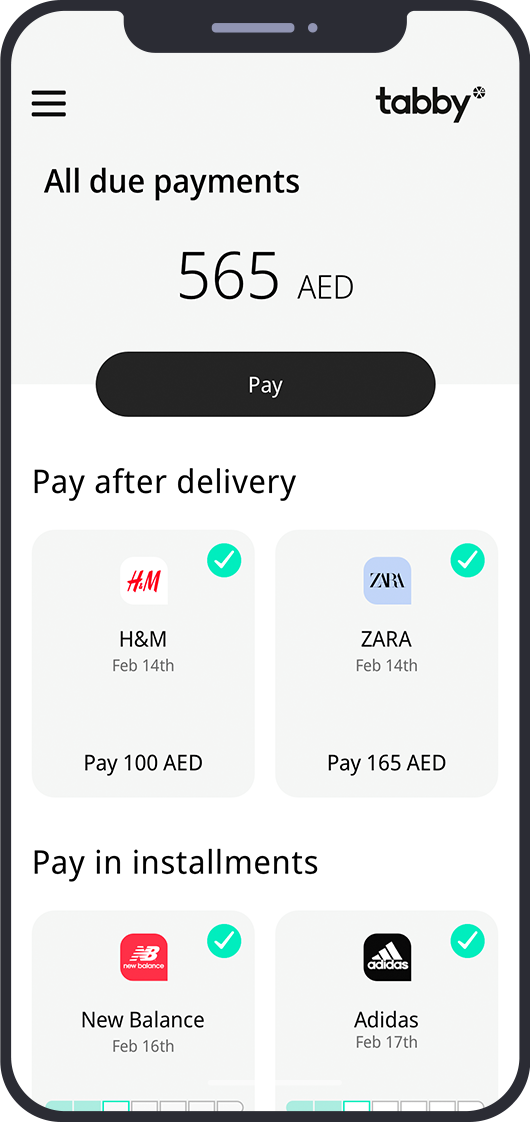 tabby
All due payments
565 AED
Pay
Pay after delivery
H&M
H&M
Feb 14th
Pay 100 AED
ZARA
ZARA
Feb 14th
Pay 165 AED
Pay in installments
NB
new balance
New Balance
Feb 16th
adidas
Adidas
Feb 17th